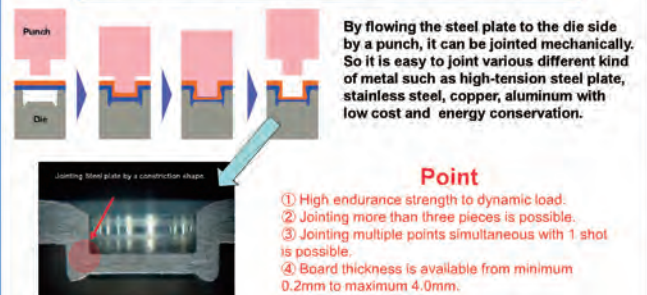 Punch
Die
By flowing the steel plate to the die side
by a punch, it can be jointed mechanically.
So it is easy to joint various different kind
of metal such as high-tension steel plate,
stainless steel, copper, aluminum with
low cost and energy conservation.
Jointing Steel plate by a constriction shape.
Point
① High endurance strength to dynamic load.
② Jointing more than three pieces is possible.
③ Jointing multiple points simultaneous with 1 shot
is possible.
④ Board thickness is available from minimum
0.2mm to maximum 4.0mm.